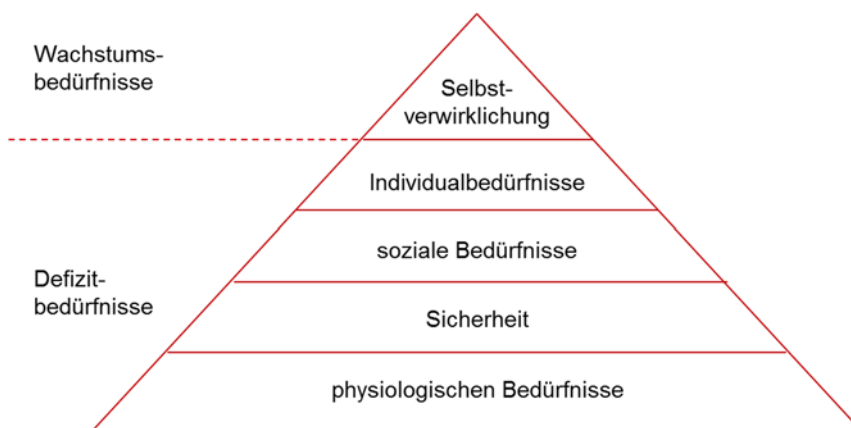 Wachstums-
bedürfnisse
Selbst-
verwirklichung
Individualbedürfnisse
soziale Bedürfnisse
Defizit-
bedürfnisse
Sicherheit
physiologischen Bedürfnisse